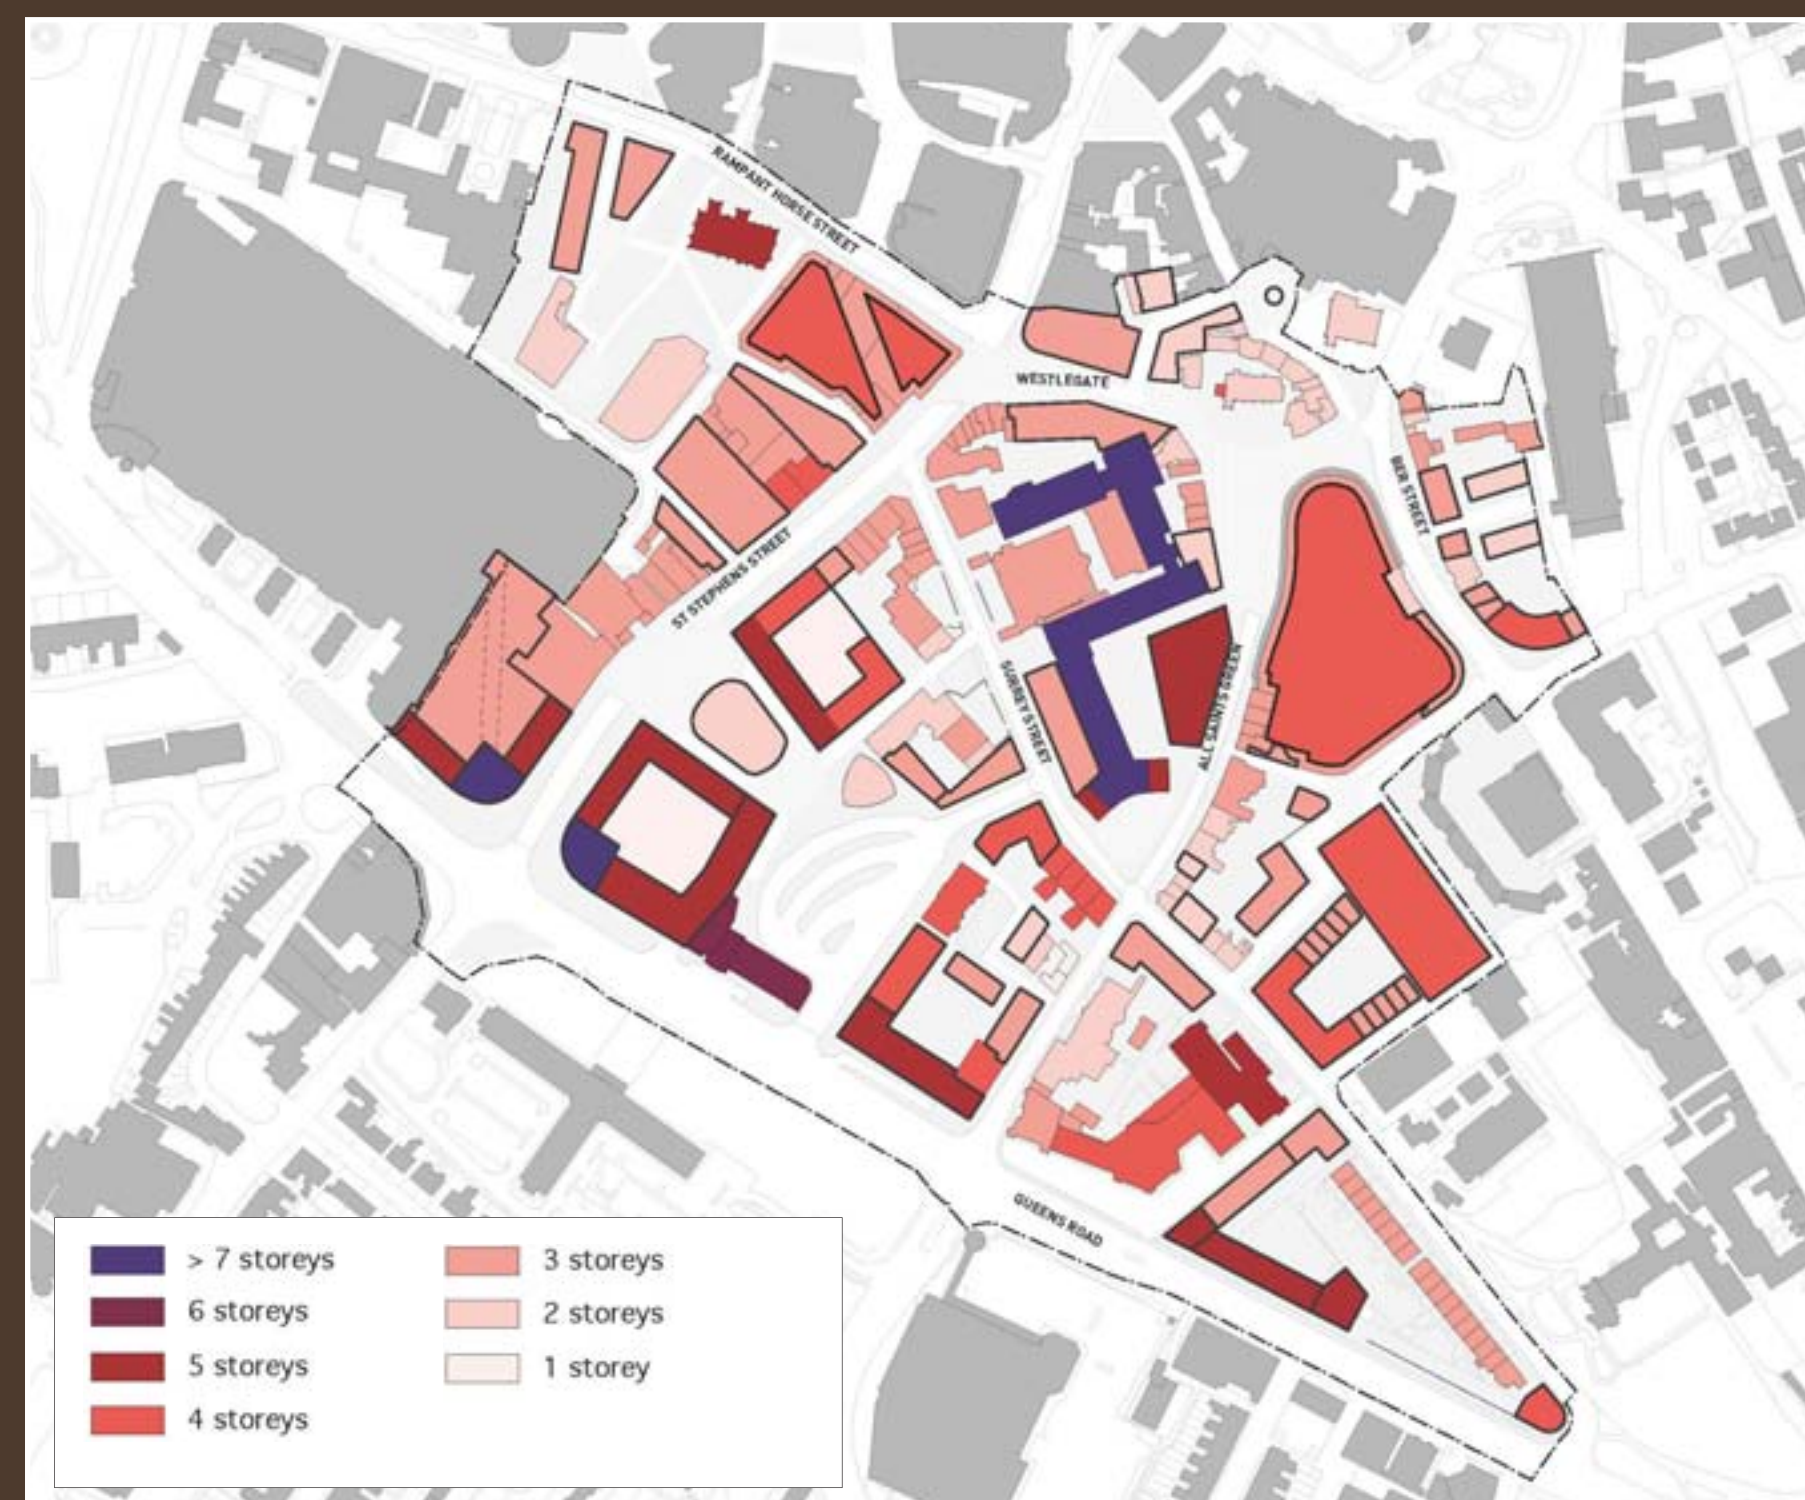 RAMPANT HORSE STREET
WESTLEGATE
BER STREET
ST STEPHENS STREET
SURREY STREET
ALL SAINTS GREEN
QUEENS ROAD
> 7 storeys
6 storeys
5 storeys
4 storeys
3 storeys
2 storeys
1 storey